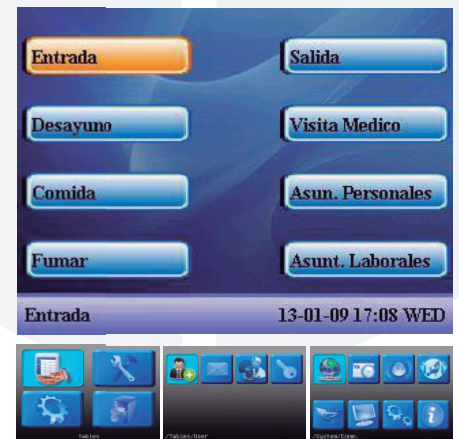 Entrada Salida
Desayuno Visita Medico
Comida Asun. Personales
Fumar Asunt. Laborales
Entrada 13-01-09 17:08 WED
Tables /Tables/User /System/Comm.